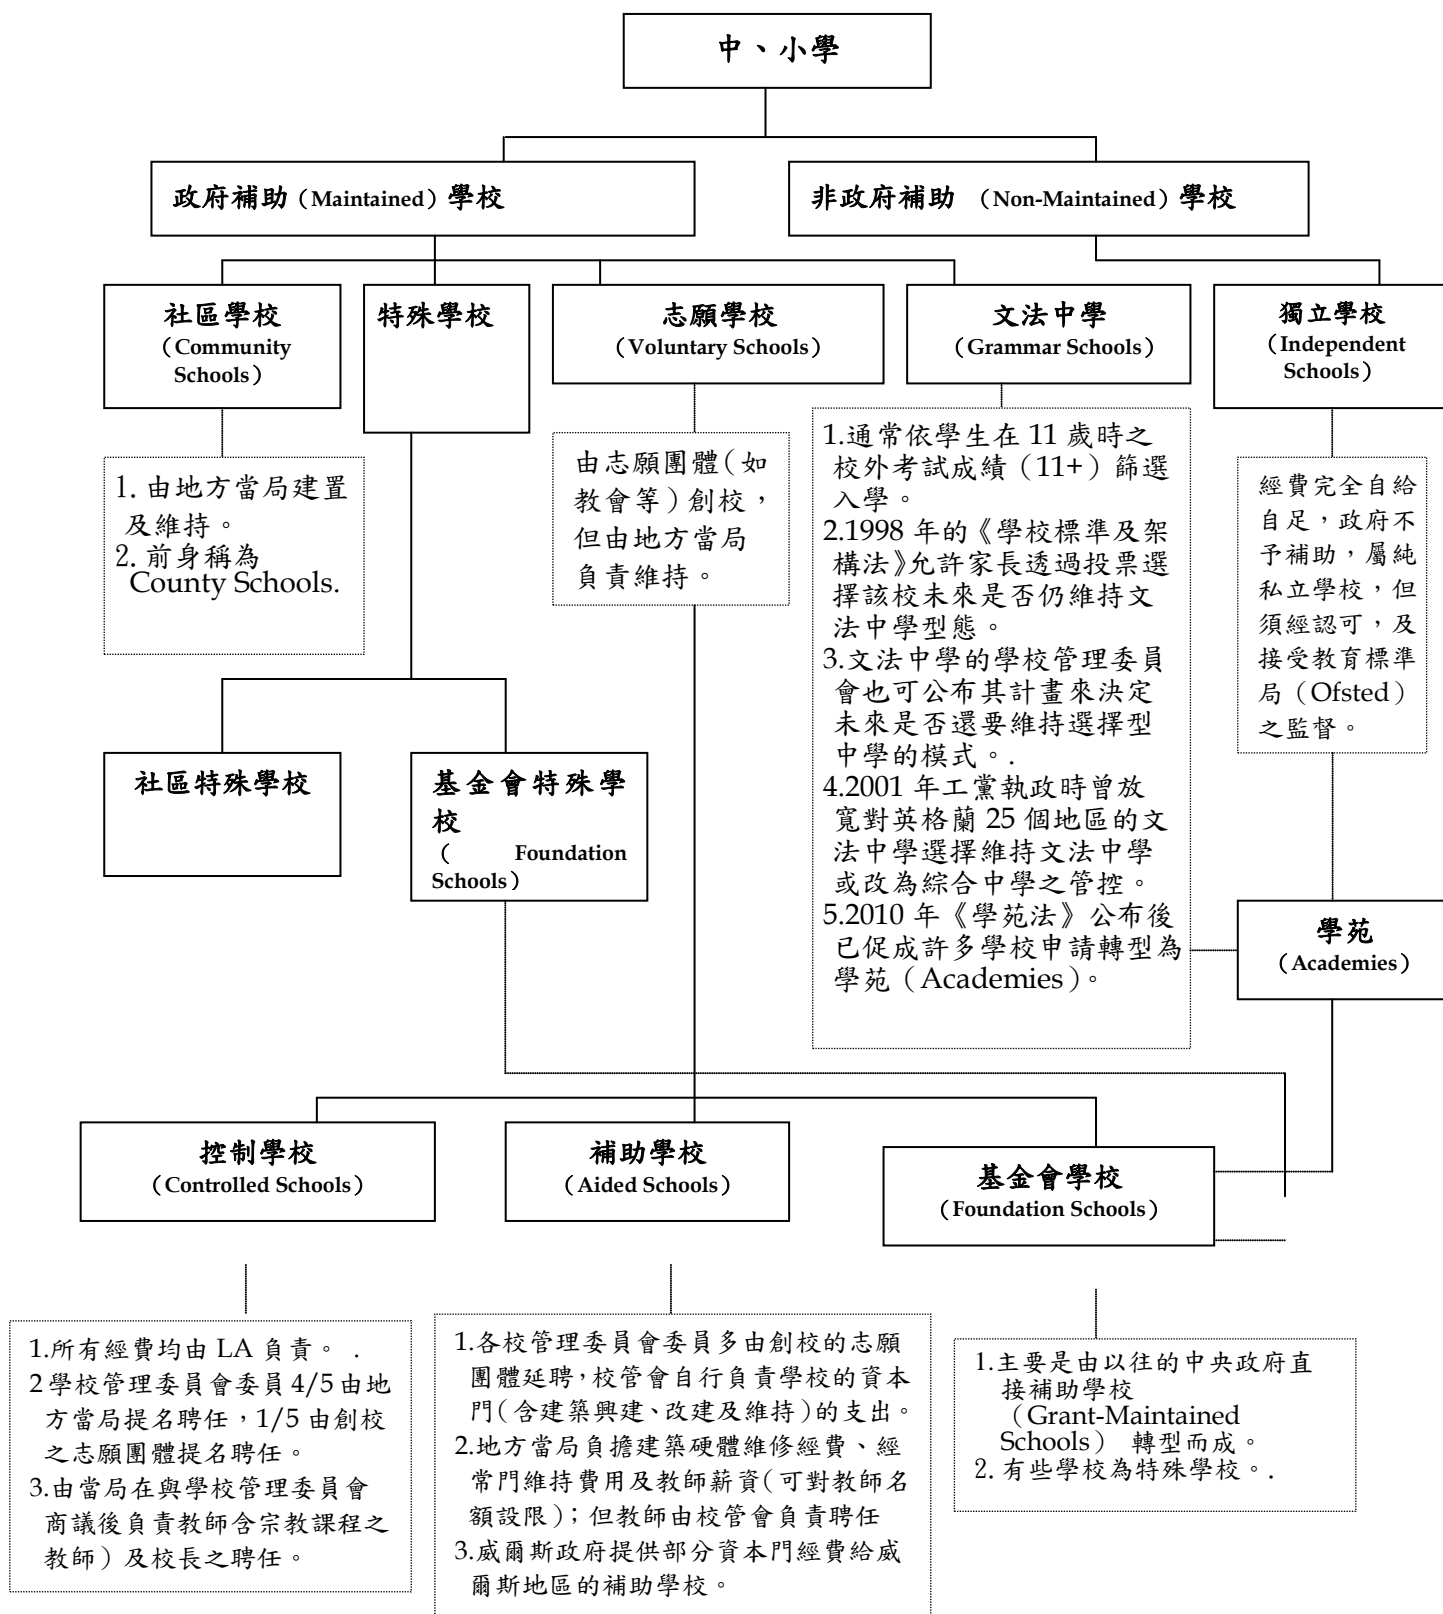 中、小學
政府補助（Maintained）學校
非政府補助 （Non-Maintained）學校
社區學校
（Community
Schools）
特殊學校
志願學校
（Voluntary Schools）
文法中學
（Grammar Schools）
獨立學校
（Independent
Schools）
1. 由地方當局建置
及維持。
2. 前身稱為
County Schools.
由志願團體（如
教會等）創校，
但由地方當局
負責維持。
1.通常依學生在 11 歲時之
校外考試成績（11+）篩選
入學。
2.1998 年的《學校標準及架
構法》允許家長透過投票選
擇該校未來是否仍維持文
法中學型態。
3.文法中學的學校管理委員
會也可公布其計畫來決定
未來是否還要維持選擇型
中學的模式。.
4.2001 年工黨執政時曾放
寬對英格蘭 25 個地區的文
法中學選擇維持文法中學
或改為綜合中學之管控。
5.2010 年《學苑法》公布後
已促成許多學校申請轉型為
學苑（Academies）。
經費完全自給
自足，政府不
予補助，屬純
私立學校，但
須經認可，及
接受教育標準
局（Ofsted）
之監督。
社區特殊學校
基金會特殊學
校
（ Foundation
Schools）
學苑
（Academies）
控制學校
（Controlled Schools）
補助學校
（Aided Schools）
基金會學校
（Foundation Schools）
1.所有經費均由 LA 負責。 .
2 學校管理委員會委員 4/5 由地
方當局提名聘任，1/5 由創校
之志願團體提名聘任。
3.由當局在與學校管理委員會
商議後負責教師含宗教課程之
教師）及校長之聘任。
1.各校管理委員會委員多由創校的志願
團體延聘，校管會自行負責學校的資本
門（含建築興建、改建及維持）的支出。
2.地方當局負擔建築硬體維修經費、經
常門維持費用及教師薪資（可對教師名
額設限）；但教師由校管會負責聘任
3.威爾斯政府提供部分資本門經費給威
爾斯地區的補助學校。
1.主要是由以往的中央政府直
接補助學校
（Grant-Maintained
Schools） 轉型而成。
2. 有些學校為特殊學校。.